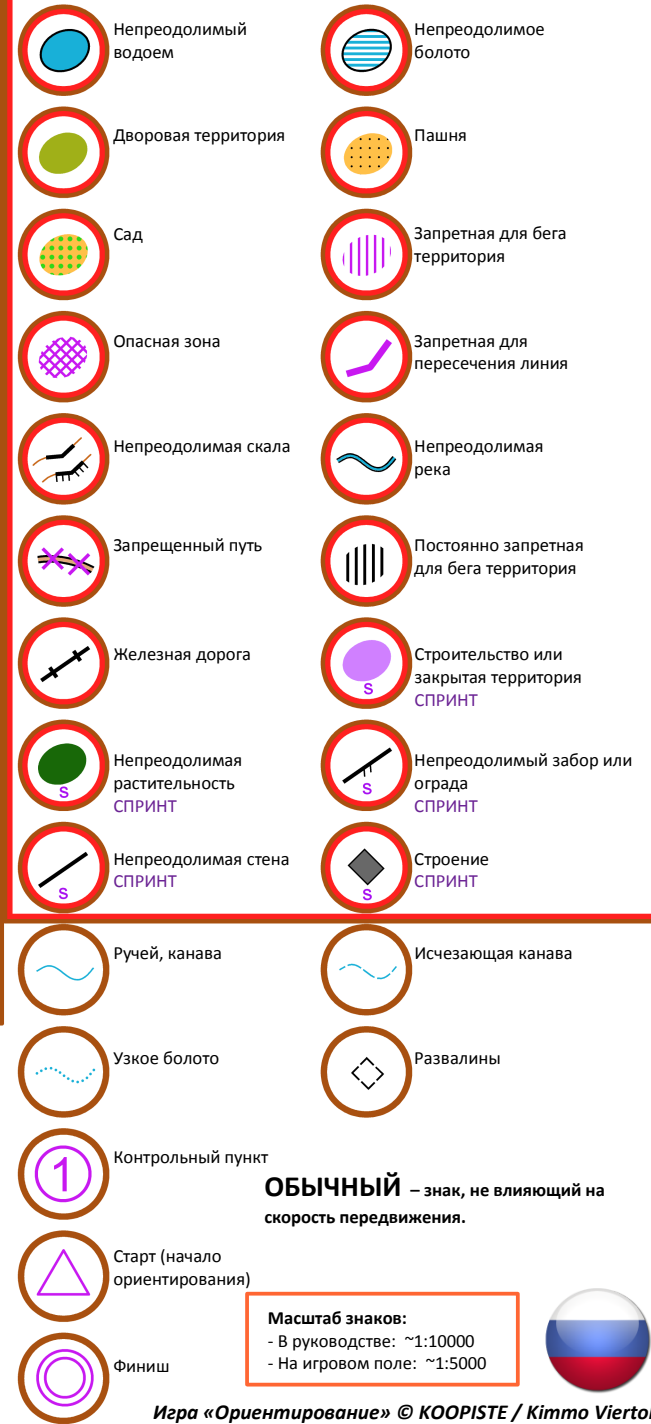 Непреодолимый
водоем
Непреодолимое
болото
Дворовая территория
Пашня
Сад
Запретная для бега
территория
Опасная зона
Запретная для
пересечения линия
Непреодолимая скала
Непреодолимая
река
Запрещенный путь
Постоянно запретная
для бега территория
Железная дорога
S
Строительство или
закрытая территория
СПРИНТ
S
Непреодолимая
растительность
СПРИНТ
S
Непреодолимый забор или
ограда
СПРИНТ
S
Непреодолимая стена
СПРИНТ
S
Строение
СПРИНТ
Ручей, канава
Исчезающая канава
Узкое болото
Развалины
1
Контрольный пункт
ОБЫЧНЫЙ – знак, не влияющий на
скорость передвижения.
Старт (начало
ориентирования)
Масштаб знаков:
- В руководстве: ~1:10000
- На игровом поле: ~1:5000
Финиш
Игра «Ориентирование» © KOOPISTE / Kimmo